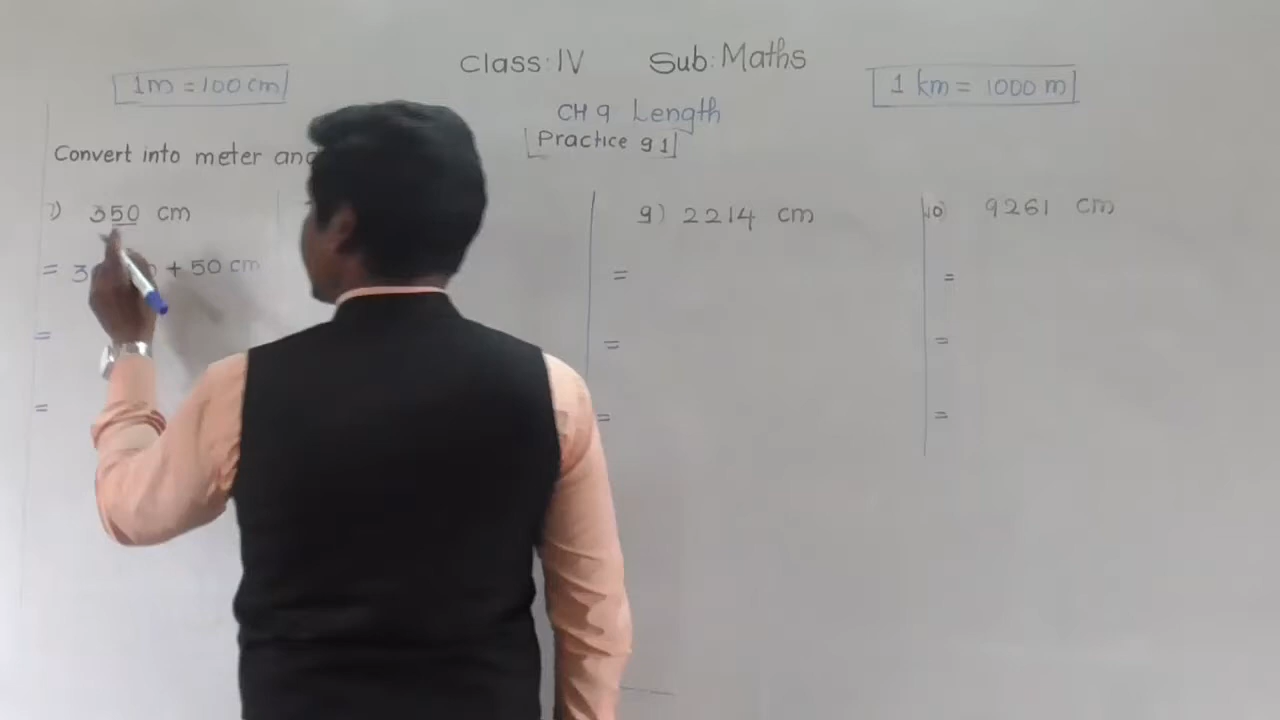 Class: IV Sub: Maths
1m = 100 cm
1 km = 1000 m
CH 9 Length
Practice 9 1
Convert into meter and
7) 350 cm
= 3 + 50 cm
=
=
9) 2214 cm
=
=
=
10) 9261 cm
=
=
=